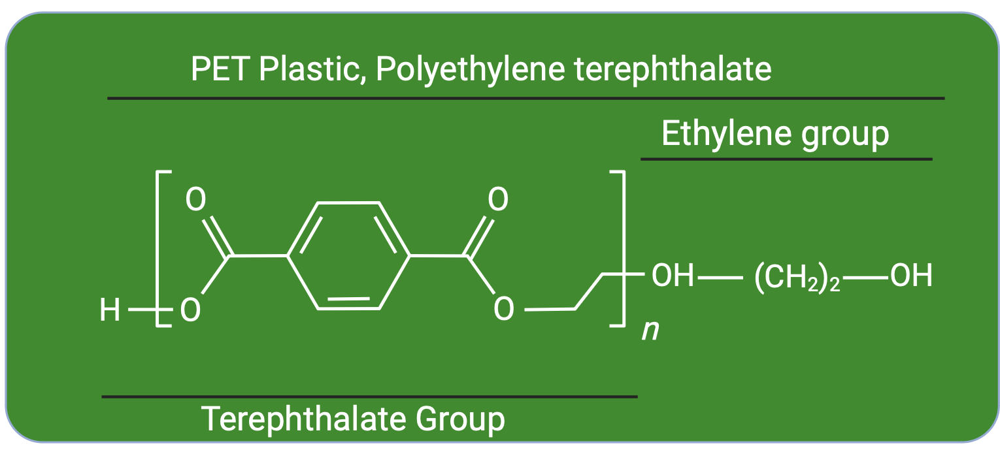 PET Plastic, Polyethylene terephthalate
Ethylene group
O O
H O O OH (CH₂)₂ OH
n
Terephthalate Group